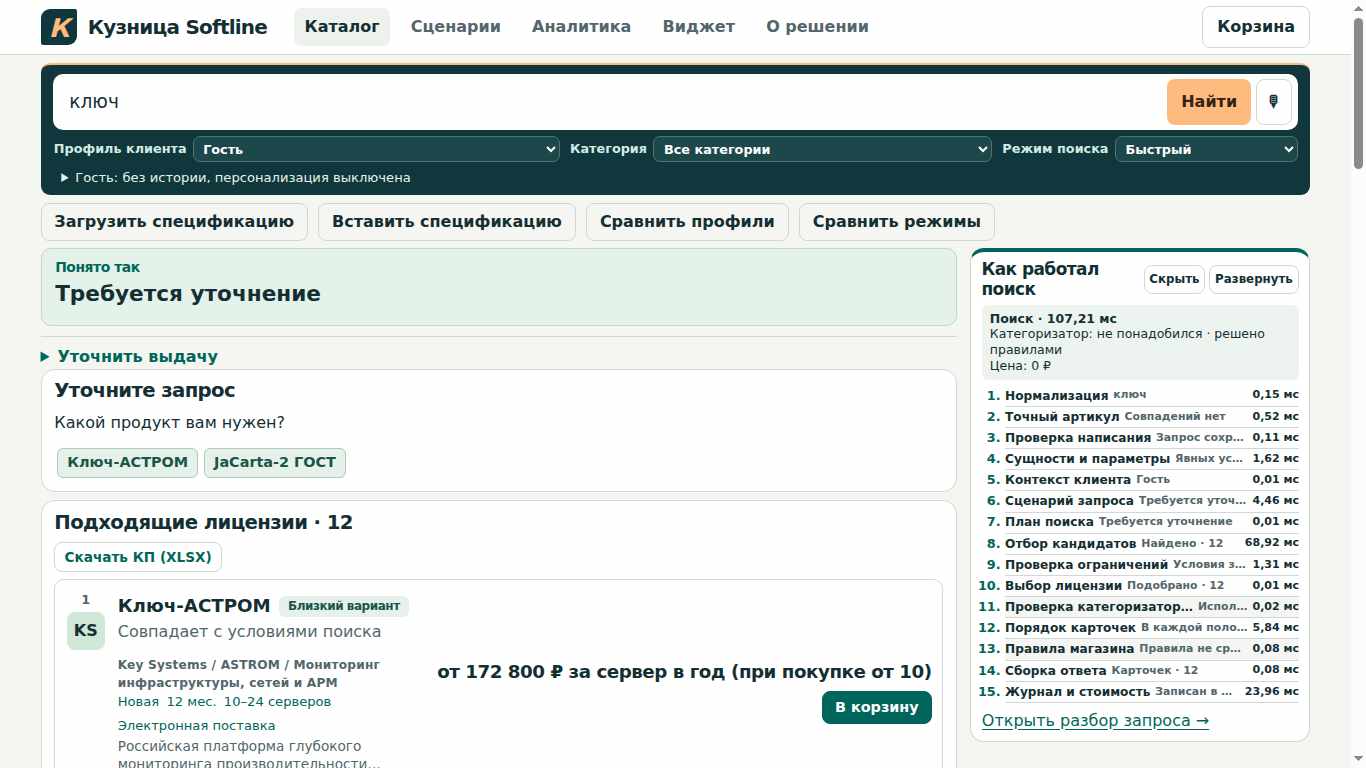 К Кузница Softline Каталог Сценарии Аналитика Виджет О решении Корзина
ключ Найти
Профиль клиента Гость Категория Все категории Режим поиска Быстрый
Гость: без истории, персонализация выключена
Загрузить спецификацию Вставить спецификацию Сравнить профили Сравнить режимы
Понято так
Требуется уточнение
Уточнить выдачу
Уточните запрос
Какой продукт вам нужен?
Ключ-АСТРОМ JaCarta-2 ГОСТ
Подходящие лицензии · 12
Скачать КП (XLSX)
1
KS
Ключ-АСТРОМ Близкий вариант
Совпадает с условиями поиска
Key Systems / ASTROM / Мониторинг
инфраструктуры, сетей и АРМ
Новая 12 мес. 10–24 серверов
Электронная поставка
Российская платформа глубокого
мониторинга производительности...
от 172 800 ₽ за сервер в год (при покупке от 10)
В корзину
Как работал
поиск
Скрыть Развернуть
Поиск · 107,21 мс
Категоризатор: не понадобился · решено
правилами
Цена: 0 ₽
1. Нормализация ключ 0,15 мс
2. Точный артикул Совпадений нет 0,52 мс
3. Проверка написания Запрос сохр... 0,11 мс
4. Сущности и параметры Явных ус... 1,62 мс
5. Контекст клиента Гость 0,01 мс
6. Сценарий запроса Требуется уточ... 4,46 мс
7. План поиска Требуется уточнение 0,01 мс
8. Отбор кандидатов Найдено · 12 68,92 мс
9. Проверка ограничений Условия з... 1,31 мс
10. Выбор лицензии Подобрано · 12 0,01 мс
11. Проверка категоризатор... Испол... 0,02 мс
12. Порядок карточек В каждой поло... 5,84 мс
13. Правила магазина Правила не ср... 0,08 мс
14. Сборка ответа Карточек · 12 0,08 мс
15. Журнал и стоимость Записан в ... 23,96 мс
Открыть разбор запроса →